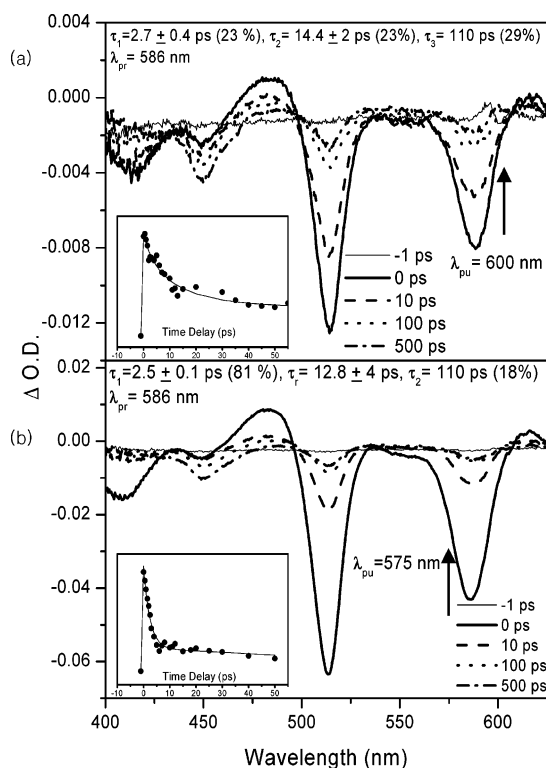 0.004
τ1=2.7 ± 0.4 ps (23 %), τ2= 14.4 ± 2 ps (23%), τ3= 110 ps (29%)
(a)
λpr= 586 nm
0.000
-0.004
λpu= 600 nm
-0.008
-1 ps
0 ps
10 ps
100 ps
500 ps
-0.012
Time Delay (ps)
-10 0 10 20 30 40 50
Δ O.D.
0.02
τ1=2.5 ± 0.1 ps (81 %), τr= 12.8 ± 4 ps, τ2= 110 ps (18%)
(b)
λpr= 586 nm
0.00
-0.02
λpu=575 nm
-0.04
-1 ps
0 ps
10 ps
100 ps
500 ps
-0.06
Time Delay (ps)
-10 0 10 20 30 40 50
400 450 500 550 600
Wavelength (nm)